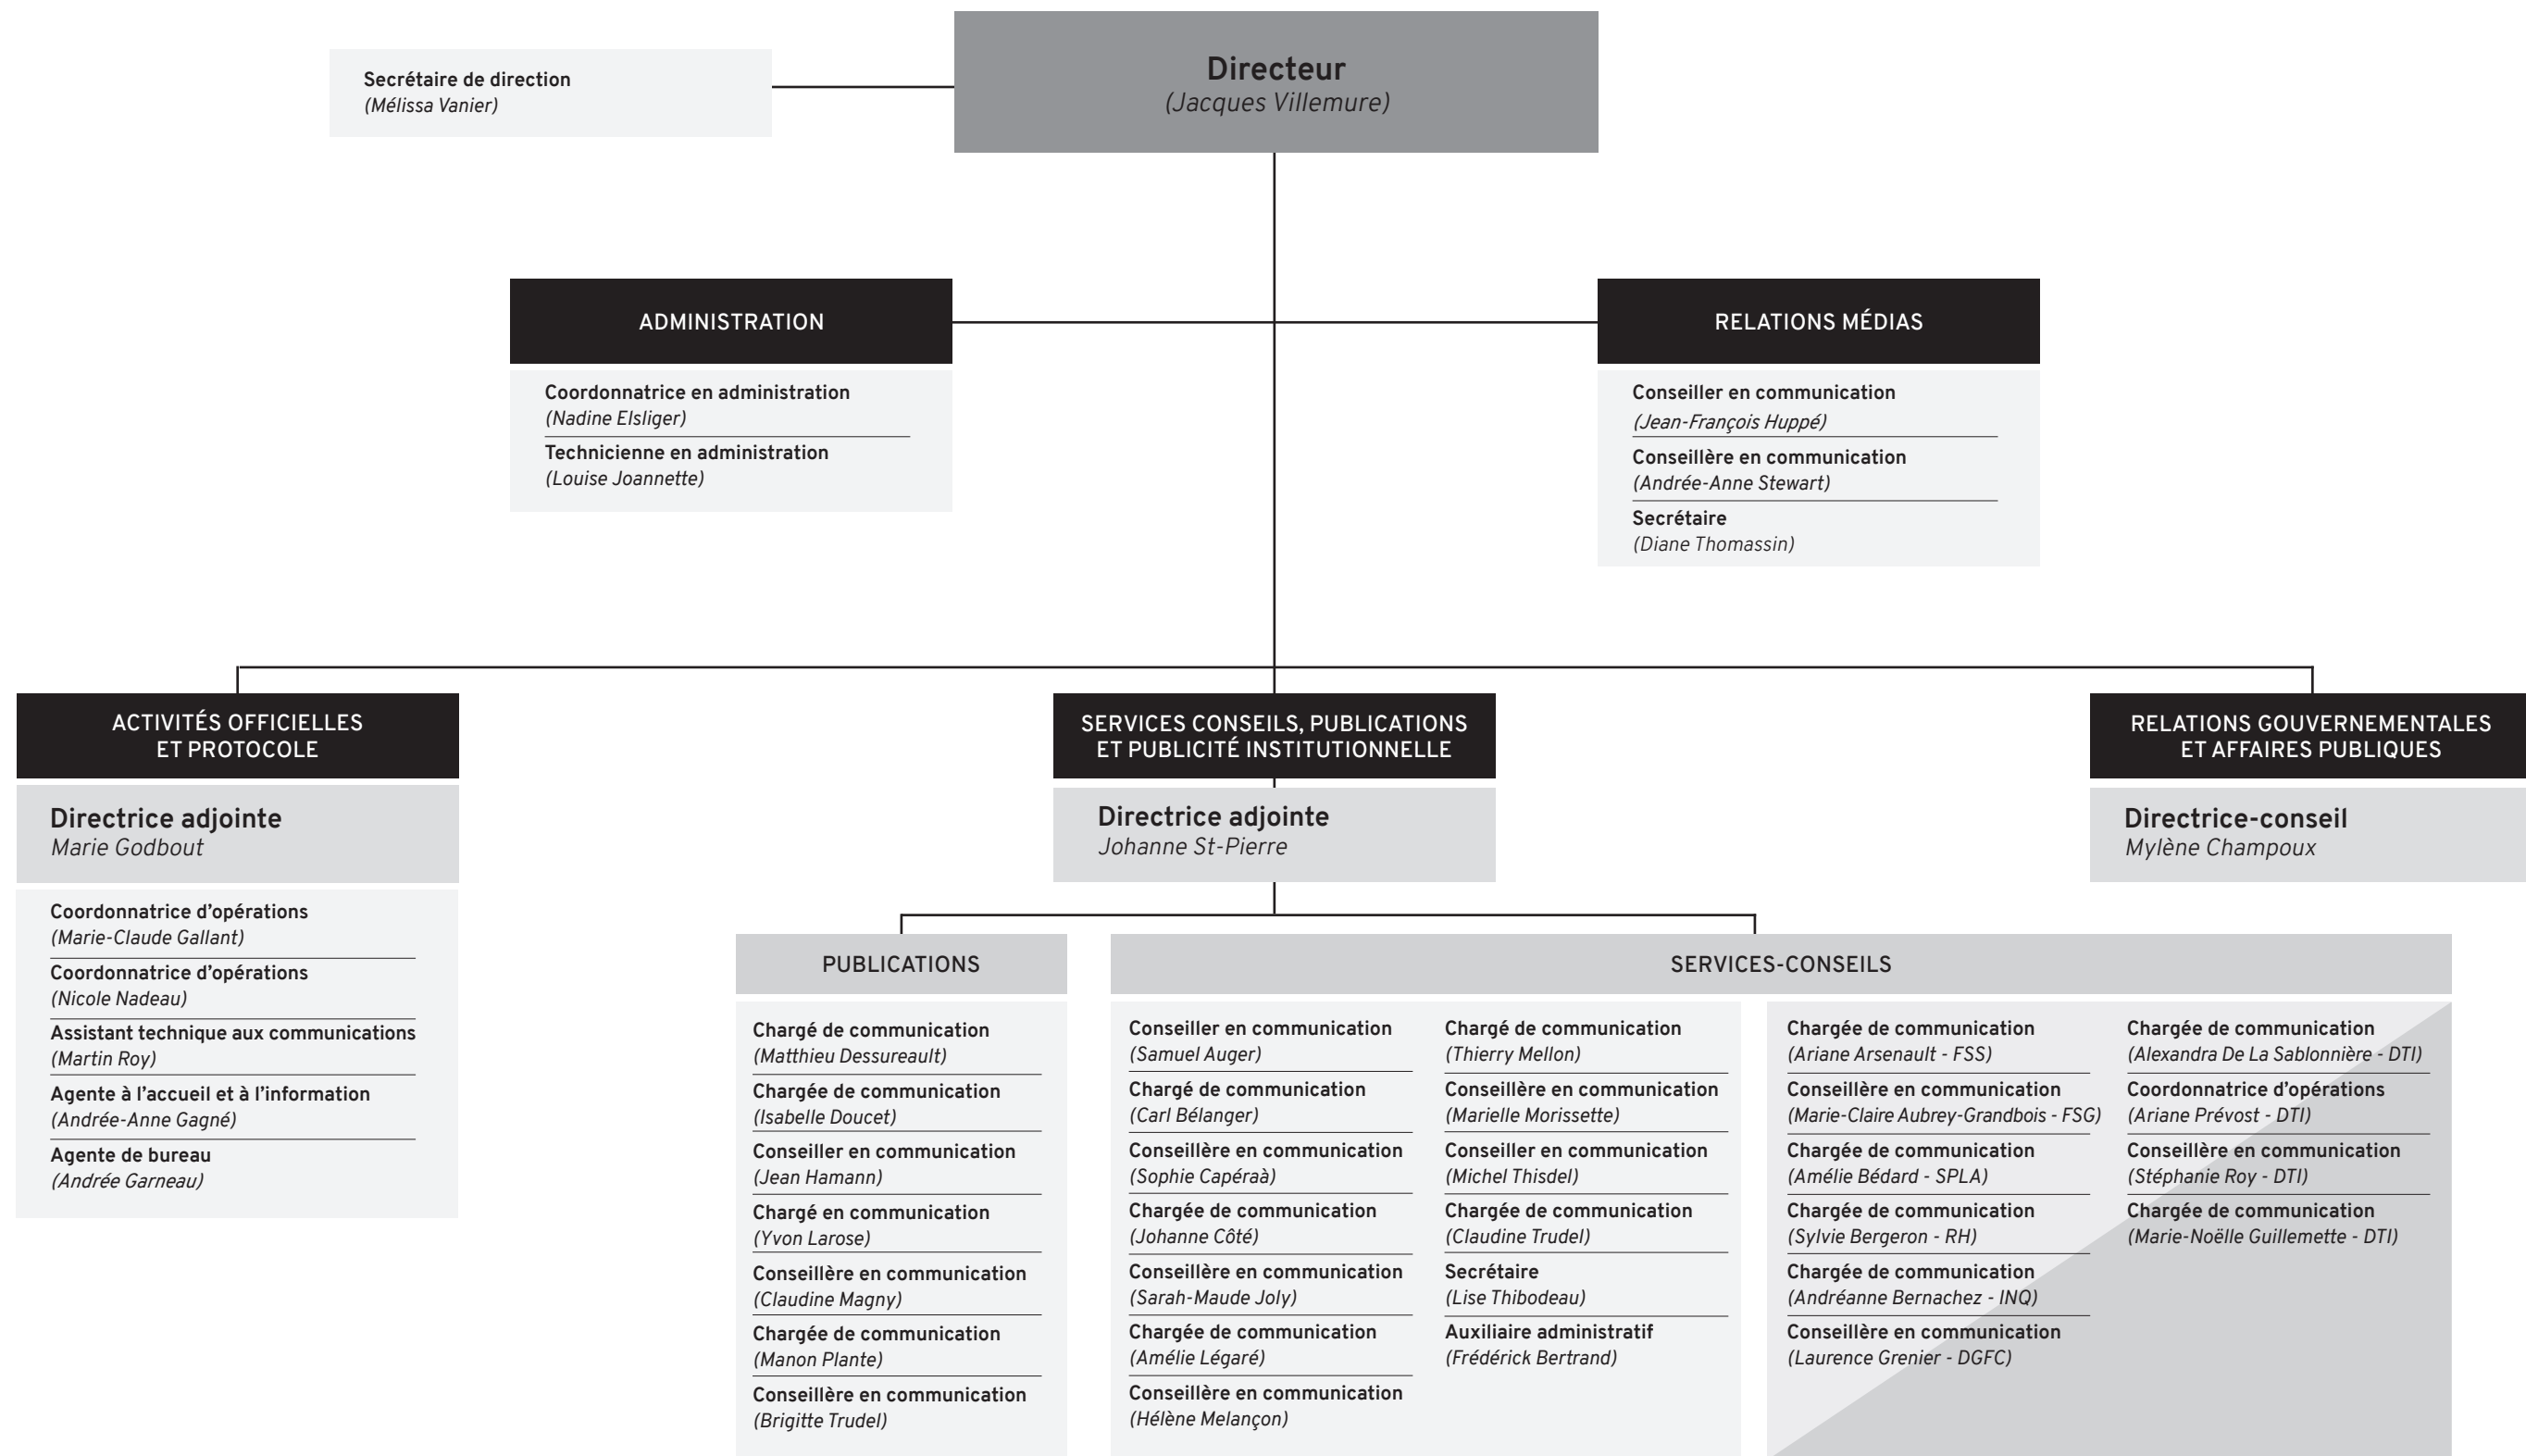 Directeur
(Jacques Villemure)
Secrétaire de direction
(Mélissa Vanier)
ADMINISTRATION
Coordonnatrice en administration
(Nadine Elsliger)
Technicienne en administration
(Louise Joannette)
RELATIONS MÉDIAS
Conseiller en communication
(Jean-François Huppé)
Conseillère en communication
(Andrée-Anne Stewart)
Secrétaire
(Diane Thomassin)
ACTIVITÉS OFFICIELLES
ET PROTOCOLE
Directrice adjointe
Marie Godbout
Coordonnatrice d’opérations
(Marie-Claude Gallant)
Coordonnatrice d’opérations
(Nicole Nadeau)
Assistant technique aux communications
(Martin Roy)
Agente à l’accueil et à l’information
(Andrée-Anne Gagné)
Agente de bureau
(Andrée Garneau)
SERVICES CONSEILS, PUBLICATIONS
ET PUBLICITÉ INSTITUTIONNELLE
Directrice adjointe
Johanne St-Pierre
RELATIONS GOUVERNEMENTALES
ET AFFAIRES PUBLIQUES
Directrice-conseil
Mylène Champoux
PUBLICATIONS
Chargé de communication
(Matthieu Dessureault)
Chargée de communication
(Isabelle Doucet)
Conseiller en communication
(Jean Hamann)
Chargé en communication
(Yvon Larose)
Conseillère en communication
(Claudine Magny)
Chargée de communication
(Manon Plante)
Conseillère en communication
(Brigitte Trudel)
SERVICES-CONSEILS
Conseiller en communication
(Samuel Auger)
Chargé de communication
(Carl Bélanger)
Conseillère en communication
(Sophie Capéraà)
Chargée de communication
(Johanne Côté)
Conseillère en communication
(Sarah-Maude Joly)
Chargée de communication
(Amélie Légaré)
Conseillère en communication
(Hélène Melançon)
Chargé de communication
(Thierry Mellon)
Conseillère en communication
(Marielle Morissette)
Conseiller en communication
(Michel Thisdel)
Chargée de communication
(Claudine Trudel)
Secrétaire
(Lise Thibodeau)
Auxiliaire administratif
(Frédérick Bertrand)
Chargée de communication
(Ariane Arsenault - FSS)
Conseillère en communication
(Marie-Claire Aubrey-Grandbois - FSG)
Chargée de communication
(Amélie Bédard - SPLA)
Chargée de communication
(Sylvie Bergeron - RH)
Chargée de communication
(Andréanne Bernachez - INQ)
Conseillère en communication
(Laurence Grenier - DGFC)
Chargée de communication
(Alexandra De La Sablonnière - DTI)
Coordonnatrice d’opérations
(Ariane Prévost - DTI)
Conseillère en communication
(Stéphanie Roy - DTI)
Chargée de communication
(Marie-Noëlle Guillemette - DTI)